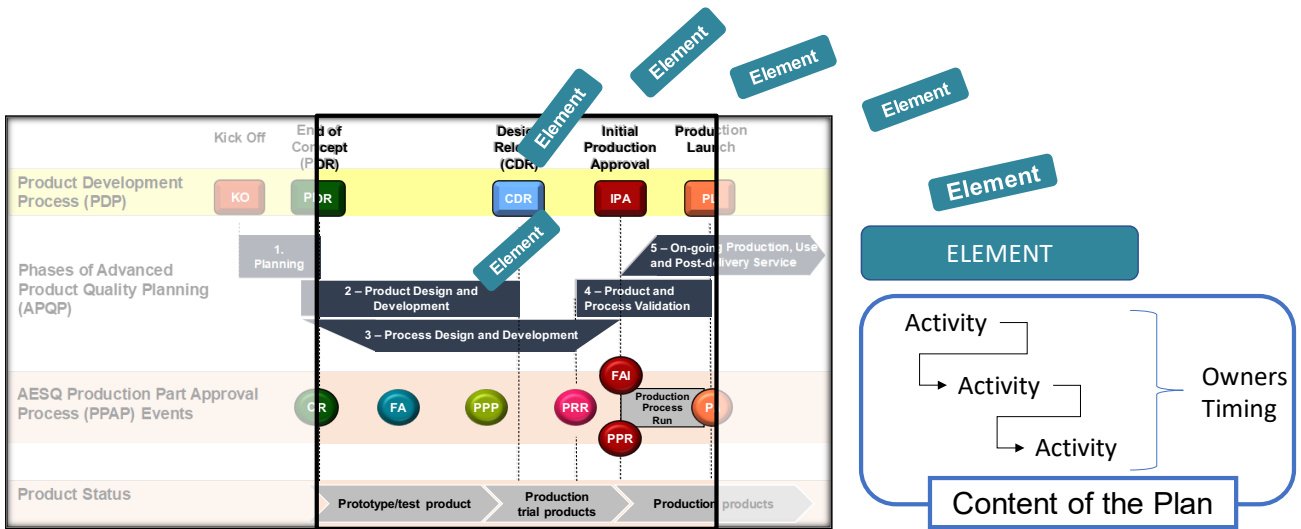 Element
Element
Element
Element
Element
Element
Element
Kick Off
End of
Concept
(PDR)
Design
Release
(CDR)
Initial
Production
Approval
Production
Launch
Product Development
Process (PDP)
KO
PDR
CDR
IPA
PL
Phases of Advanced
Product Quality Planning
(APQP)
1.
Planning
2 – Product Design and
Development
3 – Process Design and Development
4 – Product and
Process Validation
5 – On-going Production, Use
and Post-delivery Service
AESQ Production Part Approval
Process (PPAP) Events
FA
PPP
PRR
FAI
PPR
Production
Process
Run
Product Status
Prototype/test product
Production
trial products
Production products
ELEMENT
Activity
Activity
Activity
Owners
Timing
Content of the Plan